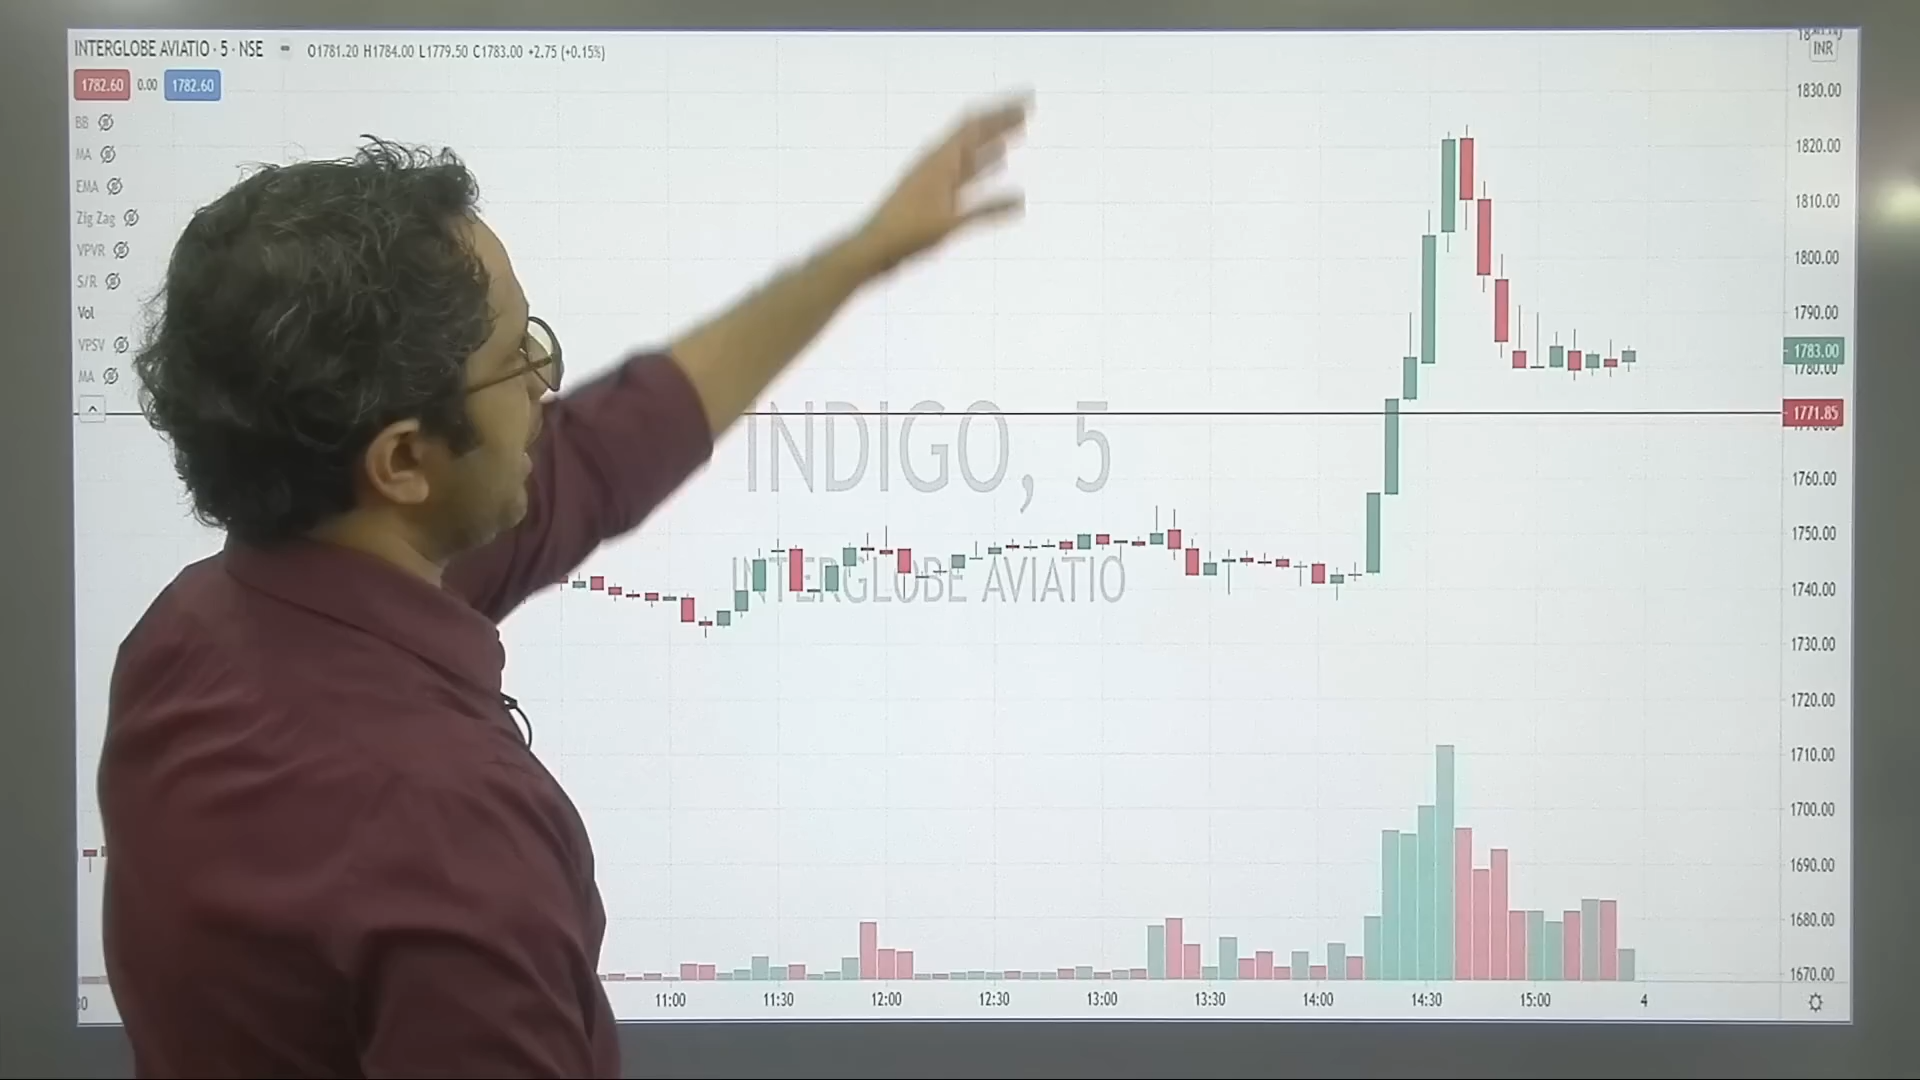 INTERGLOBE AVIATIO · 5 · NSE
O1781.20 H1784.00 L1779.50 C1783.00 +2.75 (+0.15%)
INR
1782.60 0.00 1782.60
BB
MA
EMA
Zig Zag
VPVR
S/R
Vol
VPSV
MA
INDIGO, 5
INTERGLOBE AVIATIO
1830.00
1820.00
1810.00
1800.00
1790.00
1783.00
1780.00
1771.85
1760.00
1750.00
1740.00
1730.00
1720.00
1710.00
1700.00
1690.00
1680.00
1670.00
11:00 11:30 12:00 12:30 13:00 13:30 14:00 14:30 15:00 4